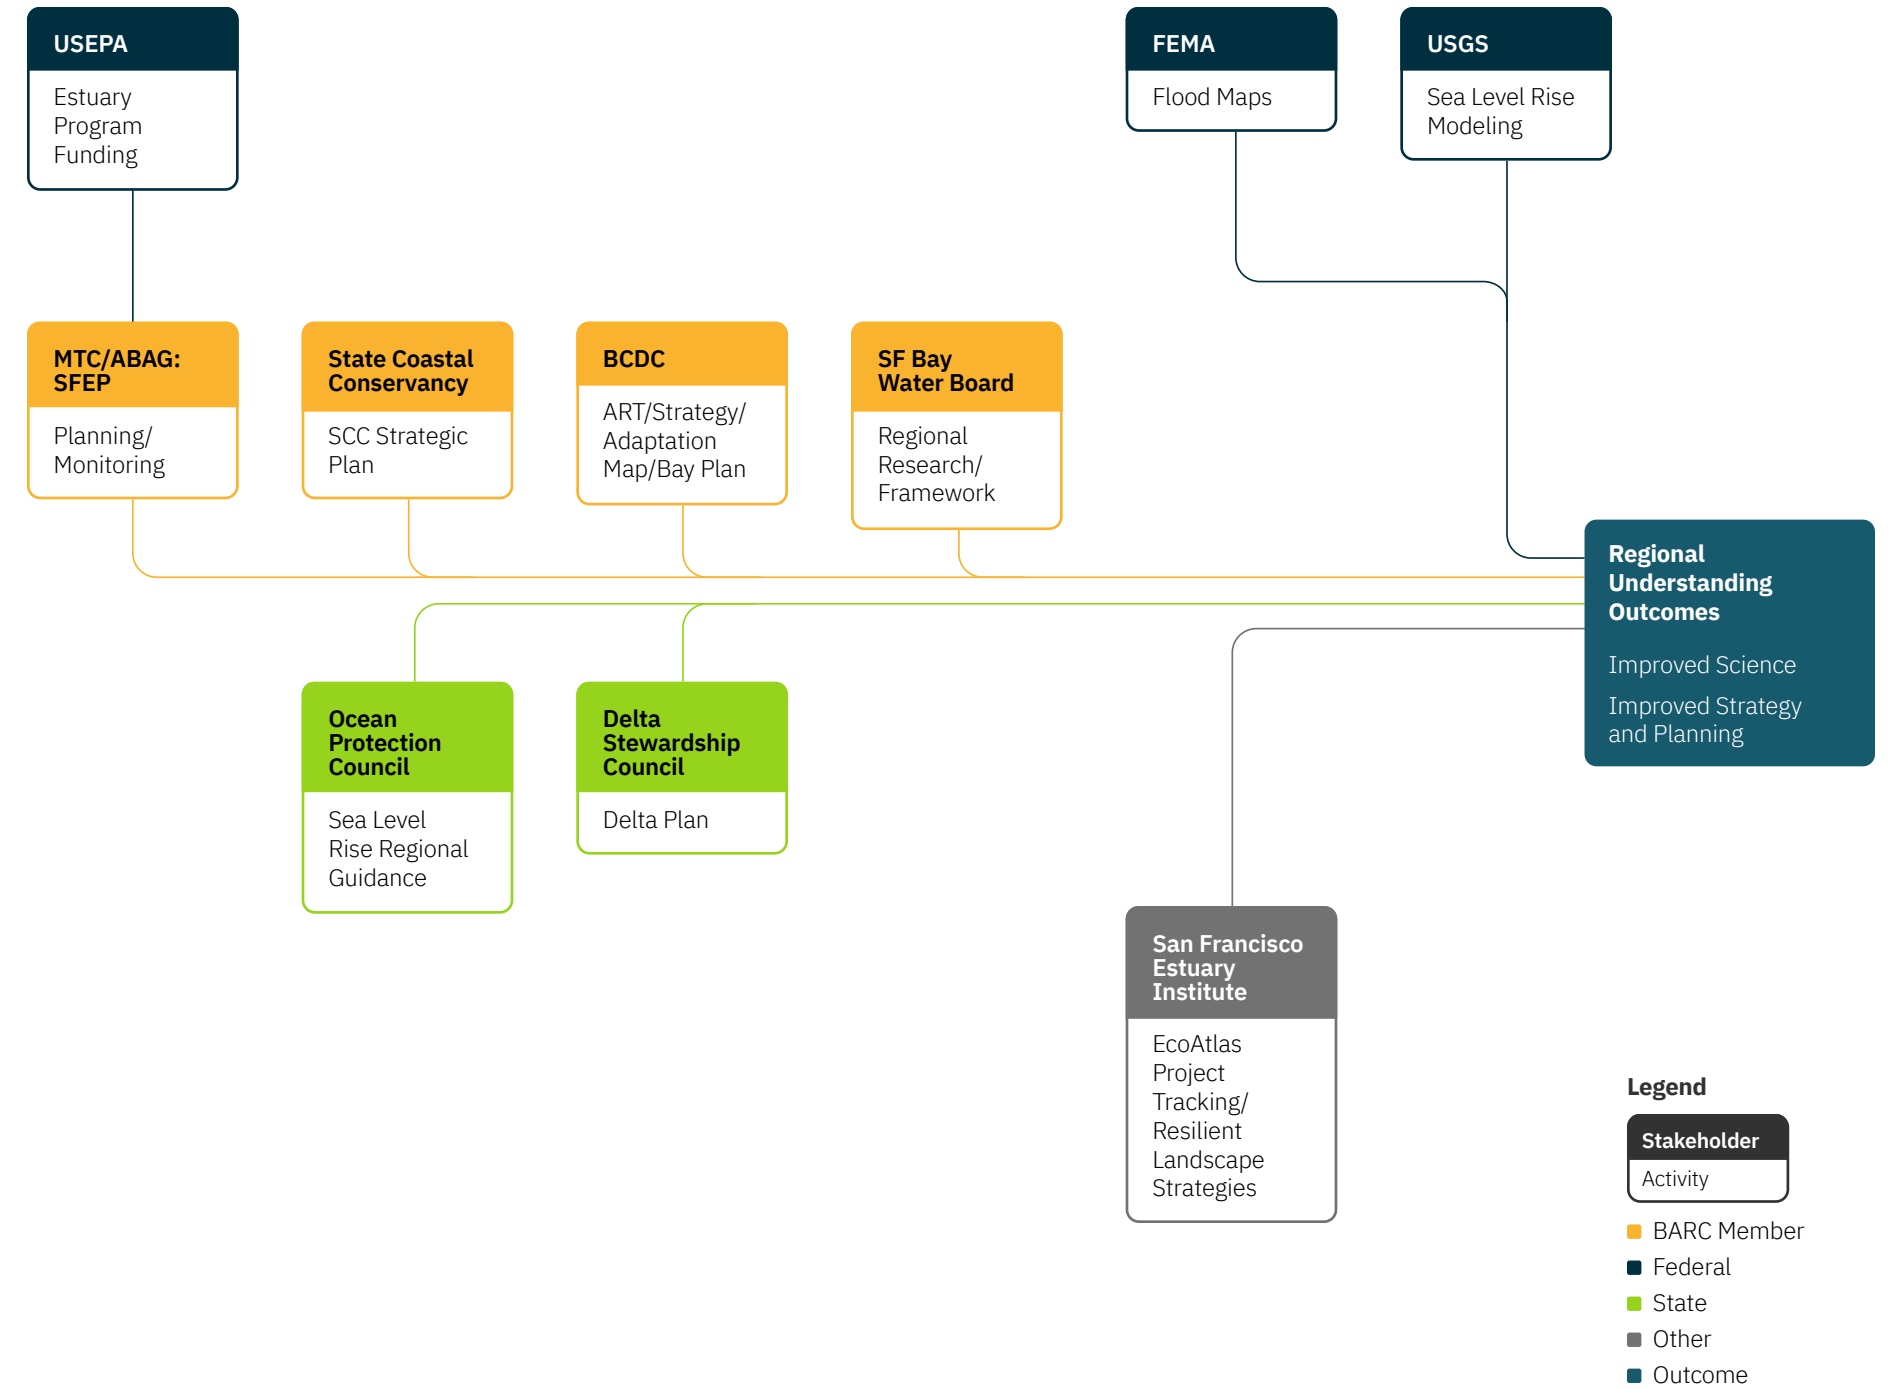 USEPA
Estuary
Program
Funding
FEMA
Flood Maps
USGS
Sea Level Rise
Modeling
MTC/ABAG:
SFEP
Planning/
Monitoring
State Coastal
Conservancy
SCC Strategic
Plan
BCDC
ART/Strategy/
Adaptation
Map/Bay Plan
SF Bay
Water Board
Regional
Research/
Framework
Regional
Understanding
Outcomes
Improved Science
Improved Strategy
and Planning
Ocean
Protection
Council
Sea Level
Rise Regional
Guidance
Delta
Stewardship
Council
Delta Plan
San Francisco
Estuary
Institute
EcoAtlas
Project
Tracking/
Resilient
Landscape
Strategies
Legend
Stakeholder
Activity
BARC Member
Federal
State
Other
Outcome